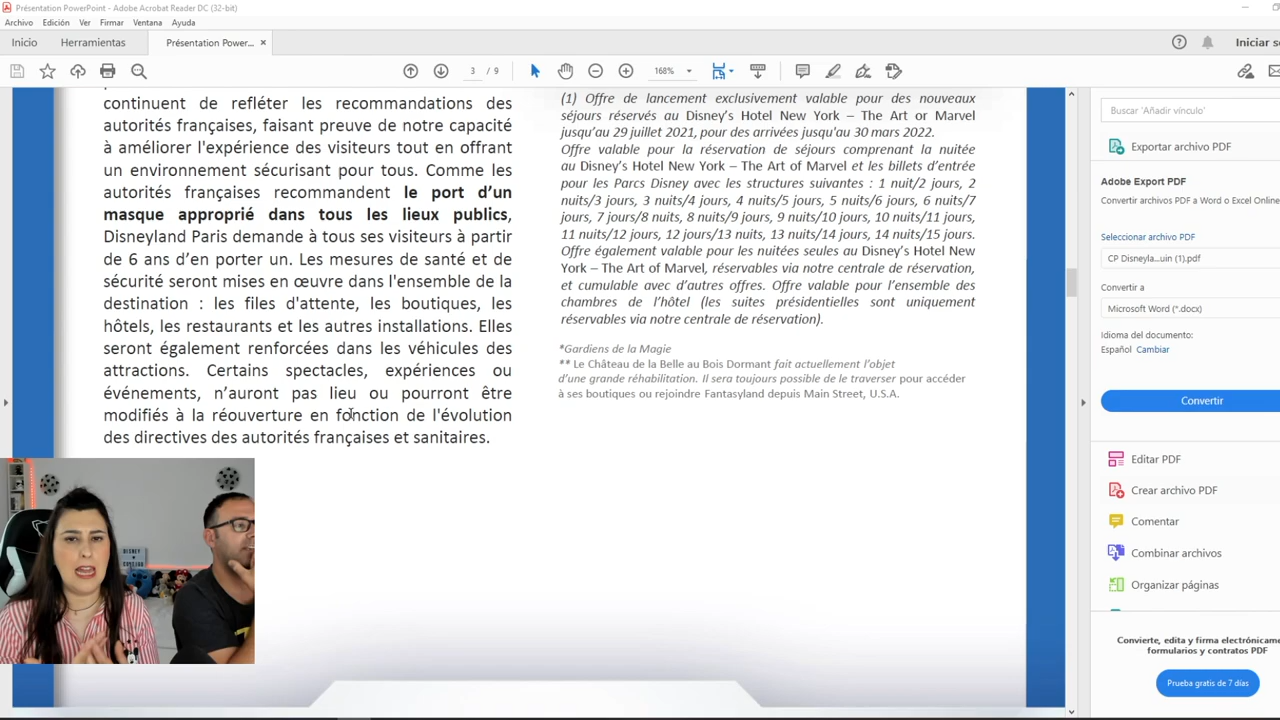 Présentation PowerPoint - Adobe Acrobat Reader DC (32-bit)
Archivo Edición Ver Firmar Ventana Ayuda
Inicio Herramientas Présentation Power... × Iniciar se
3 / 9 168%
continuent de refléter les recommandations des
autorités françaises, faisant preuve de notre capacité
à améliorer l'expérience des visiteurs tout en offrant
un environnement sécurisant pour tous. Comme les
autorités françaises recommandent le port d'un
masque approprié dans tous les lieux publics,
Disneyland Paris demande à tous ses visiteurs à partir
de 6 ans d'en porter un. Les mesures de santé et de
sécurité seront mises en œuvre dans l'ensemble de la
destination : les files d'attente, les boutiques, les
hôtels, les restaurants et les autres installations. Elles
seront également renforcées dans les véhicules des
attractions. Certains spectacles, expériences ou
événements, n'auront pas lieu ou pourront être
modifiés à la réouverture en fonction de l'évolution
des directives des autorités françaises et sanitaires.
(1) Offre de lancement exclusivement valable pour des nouveaux
séjours réservés au Disney's Hotel New York – The Art or Marvel
jusqu'au 29 juillet 2021, pour des arrivées jusqu'au 30 mars 2022.
Offre valable pour la réservation de séjours comprenant la nuitée
au Disney's Hotel New York – The Art of Marvel et les billets d'entrée
pour les Parcs Disney avec les structures suivantes : 1 nuit/2 jours, 2
nuits/3 jours, 3 nuits/4 jours, 4 nuits/5 jours, 5 nuits/6 jours, 6 nuits/7
jours, 7 jours/8 nuits, 8 nuits/9 jours, 9 nuits/10 jours, 10 nuits/11 jours,
11 nuits/12 jours, 12 jours/13 nuits, 13 nuits/14 jours, 14 nuits/15 jours.
Offre également valable pour les nuitées seules au Disney's Hotel New
York – The Art of Marvel, réservables via notre centrale de réservation,
et cumulable avec d'autres offres. Offre valable pour l'ensemble des
chambres de l'hôtel (les suites présidentielles sont uniquement
réservables via notre centrale de réservation).
*Gardiens de la Magie
** Le Château de la Belle au Bois Dormant fait actuellement l'objet
d'une grande réhabilitation. Il sera toujours possible de le traverser pour accéder
à ses boutiques ou rejoindre Fantasyland depuis Main Street, U.S.A.
Buscar 'Añadir vínculo'
Exportar archivo PDF
Adobe Export PDF
Convertir archivos PDF a Word o Excel Online
Seleccionar archivo PDF
CP Disneyla...uin (1).pdf
Convertir a
Microsoft Word (*.docx)
Idioma del documento:
Español Cambiar
Convertir
Editar PDF
Crear archivo PDF
Comentar
Combinar archivos
Organizar páginas
Convierte, edita y firma electrónicame
formularios y contratos PDF
Prueba gratis de 7 días